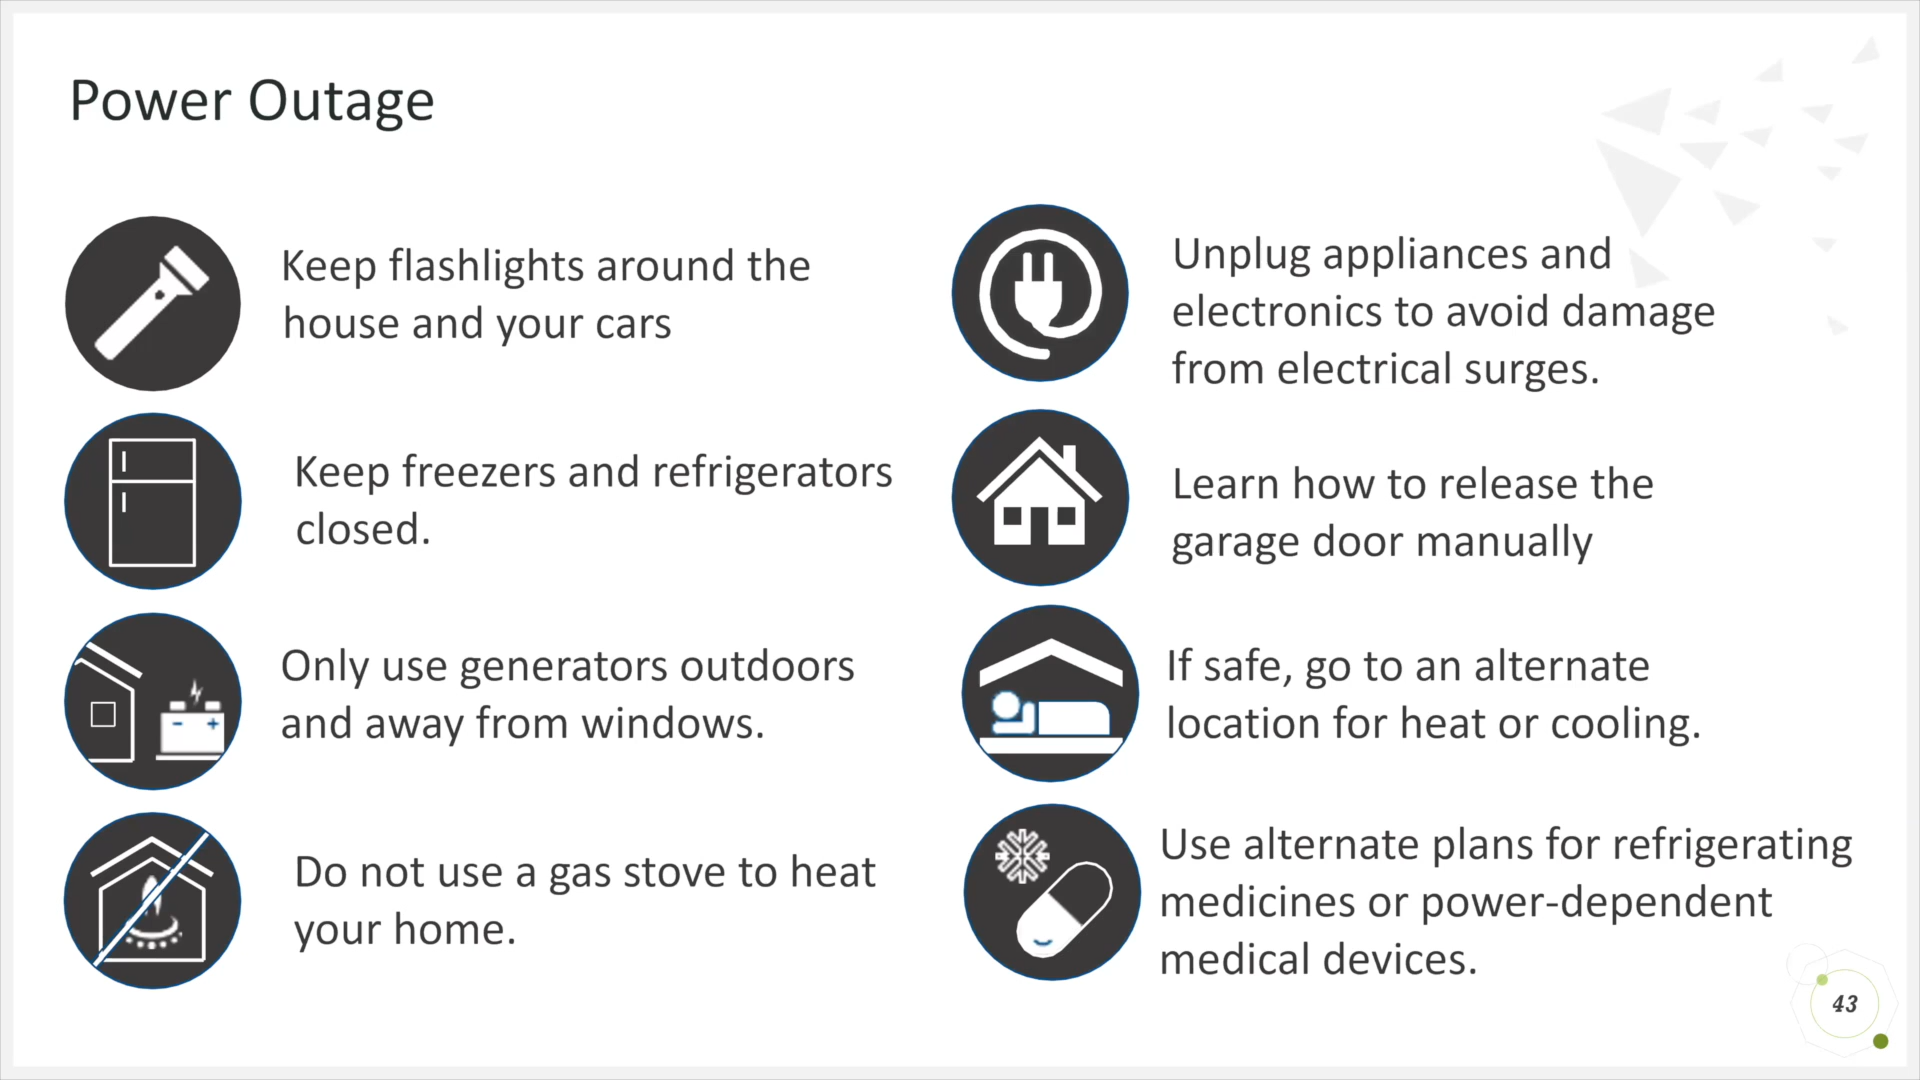 Power Outage
Keep flashlights around the
house and your cars
Keep freezers and refrigerators
closed.
Only use generators outdoors
and away from windows.
Do not use a gas stove to heat
your home.
Unplug appliances and
electronics to avoid damage
from electrical surges.
Learn how to release the
garage door manually
If safe, go to an alternate
location for heat or cooling.
Use alternate plans for refrigerating
medicines or power-dependent
medical devices.
43